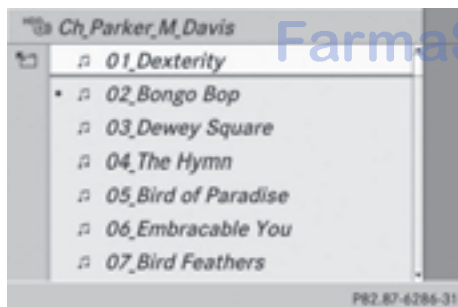 Ch_Parker_M_Davis
FarmaS
01_Dexterity
02_Bongo Bop
03_Dewey Square
04_The Hymn
05_Bird of Paradise
06_Embracable You
07_Bird Feathers
P82.87-6286-31